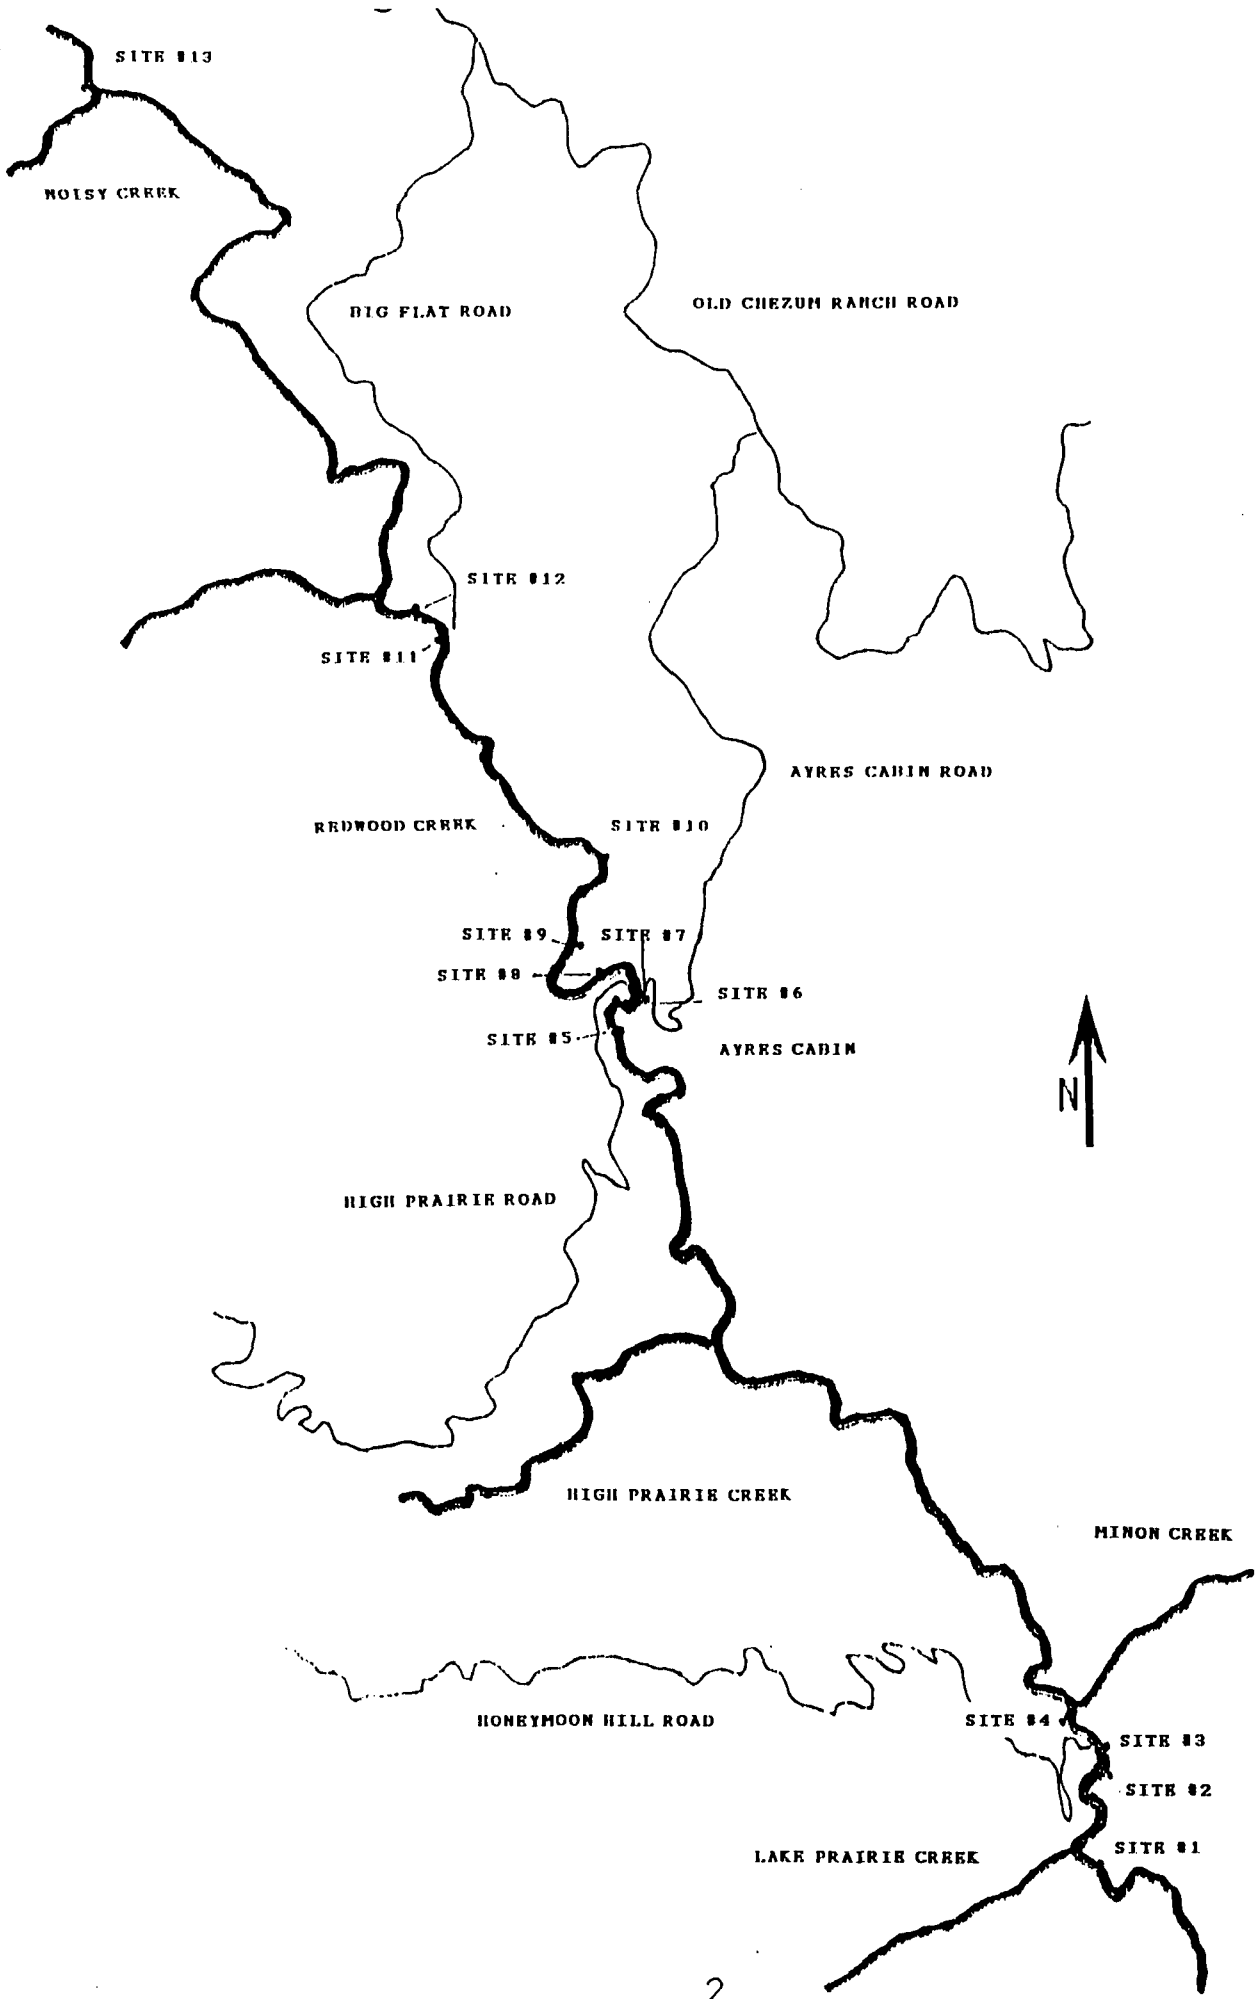 SITE #13
NOISY CREEK
BIG FLAT ROAD
OLD CHEZUM RANCH ROAD
SITE #12
SITE #11
AYRES CABIN ROAD
REDWOOD CREEK
SITE #10
SITE #9
SITE #7
SITE #8
SITE #6
SITE #5
AYRES CABIN
N
HIGH PRAIRIE ROAD
HIGH PRAIRIE CREEK
MINON CREEK
HONEYMOON HILL ROAD
SITE #4
SITE #3
SITE #2
SITE #1
LAKE PRAIRIE CREEK
2